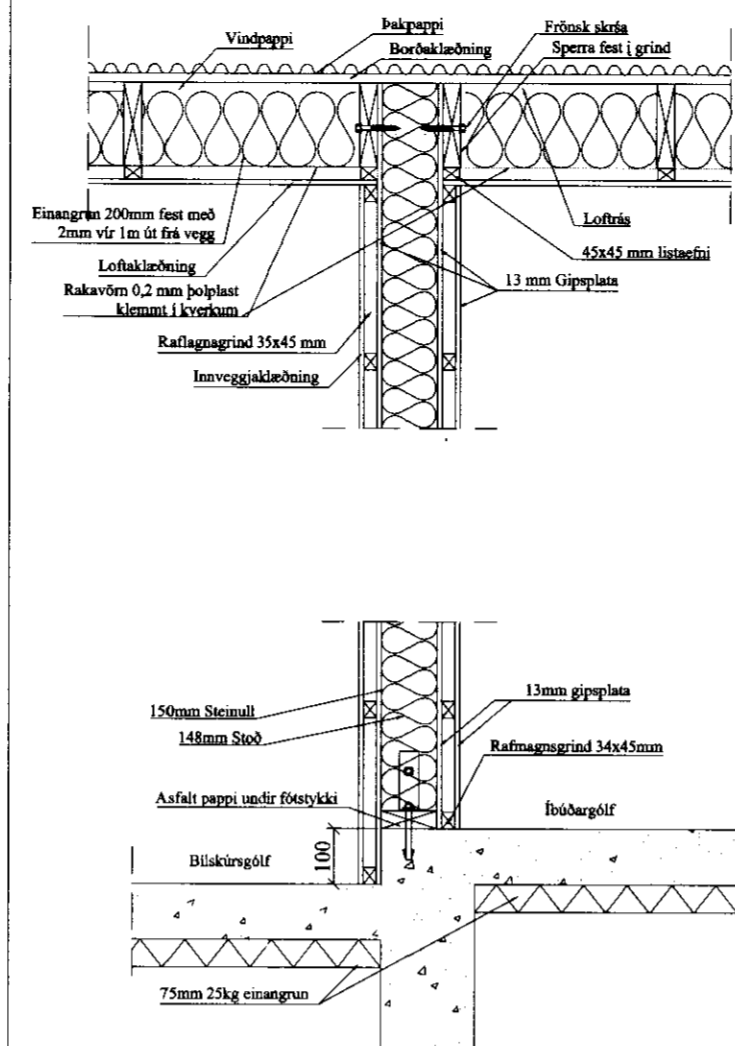 Þakpappi
Frönsk skrúa
Vindpappi
Borðaklæðning
Sperra fest í grind
Einangrun 200mm fest með
2mm vír 1m út frá vegg
Loftrás
Loftaklæðning
45x45 mm listaefni
Rakavörn 0,2 mm þolplast
klemmt í kverkum
13 mm Gipsplata
Raflagnagrind 35x45 mm
Innveggjaklæðning
150mm Steinull
13mm gipsplata
148mm Stoð
Rafmagnsgrind 34x45mm
Asfalt pappi undir fótstykki
Íbúðargólf
100
Bílskúrsgólf
75mm 25kg einangrun